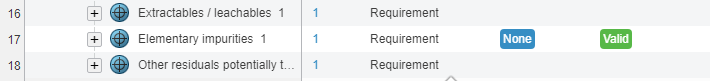 16 Extractables / leachables 1 1 Requirement
17 Elementary impurities 1 1 Requirement None Valid
18 Other residuals potentially t... 1 Requirement